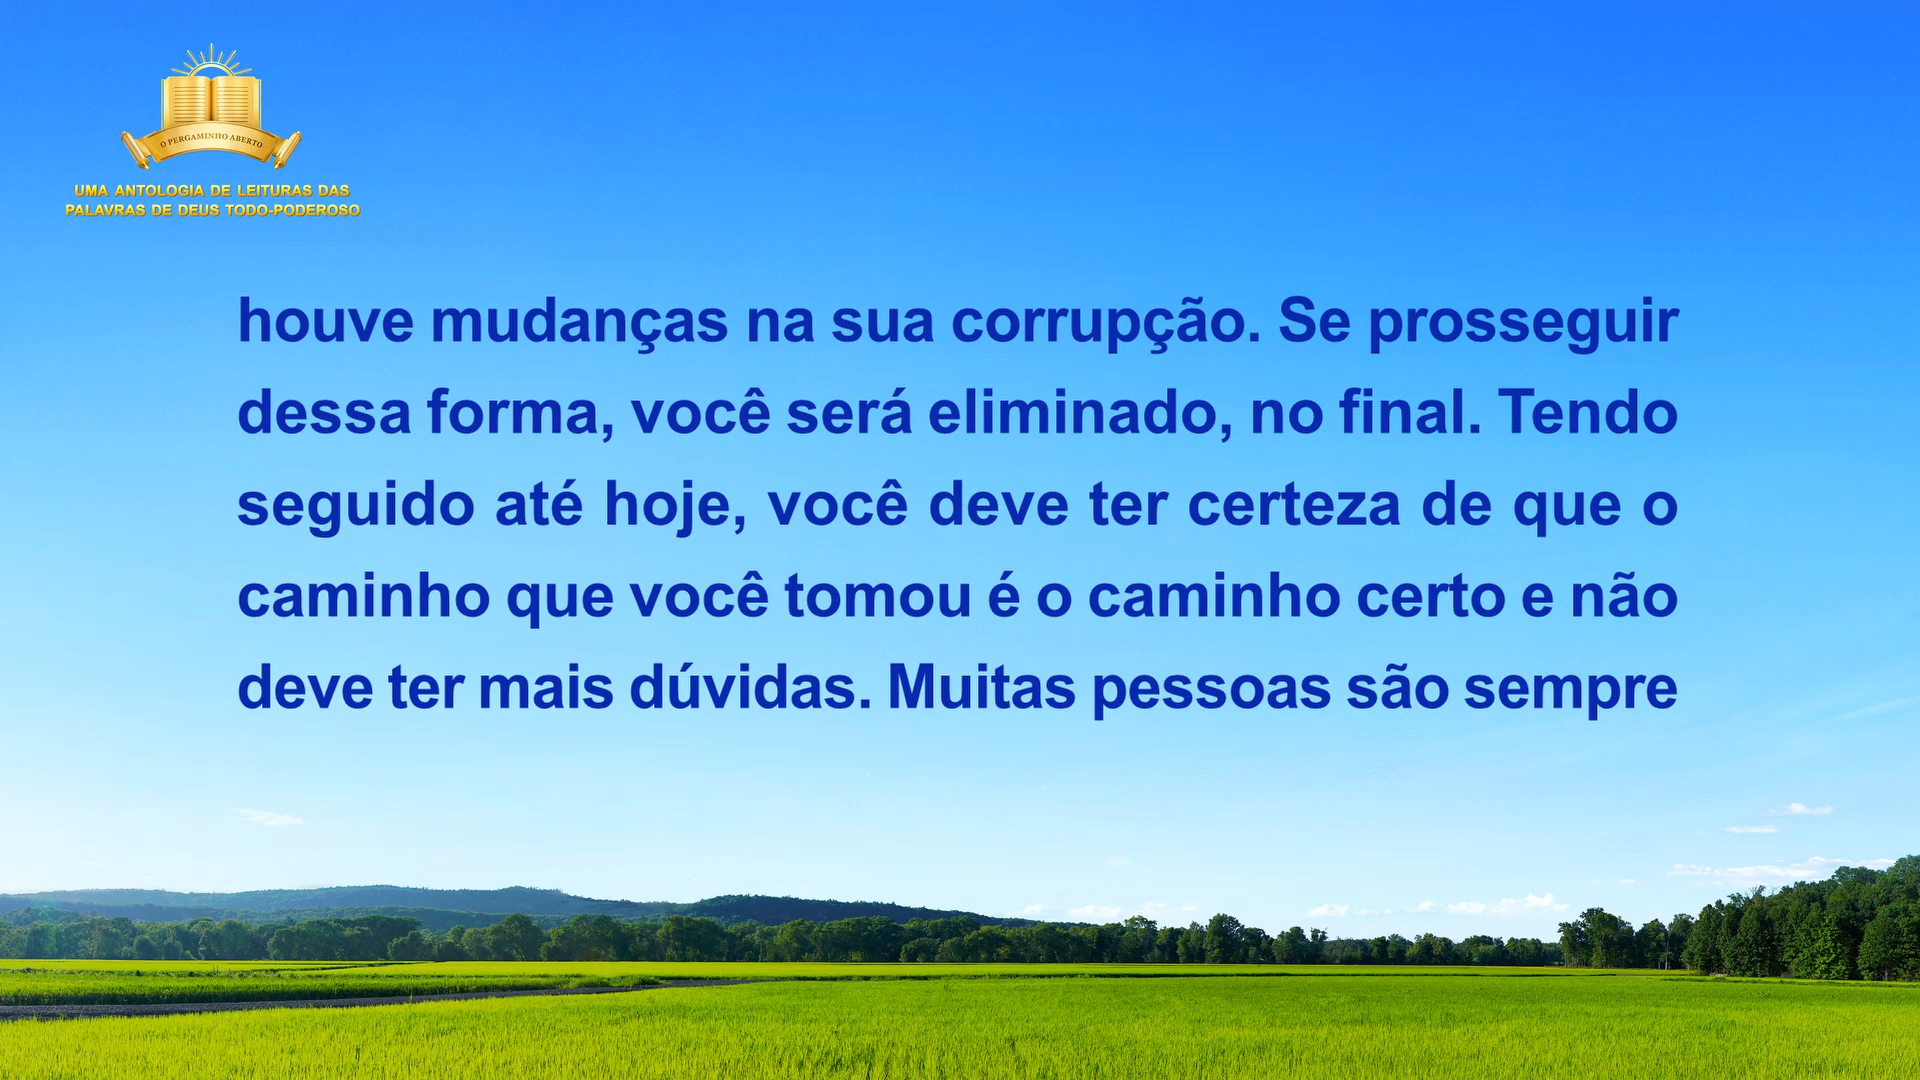 O PERGAMINHO ABERTO
UMA ANTOLOGIA DE LEITURAS DAS
PALAVRAS DE DEUS TODO-PODEROSO
houve mudanças na sua corrupção. Se prosseguir
dessa forma, você será eliminado, no final. Tendo
seguido até hoje, você deve ter certeza de que o
caminho que você tomou é o caminho certo e não
deve ter mais dúvidas. Muitas pessoas são sempre